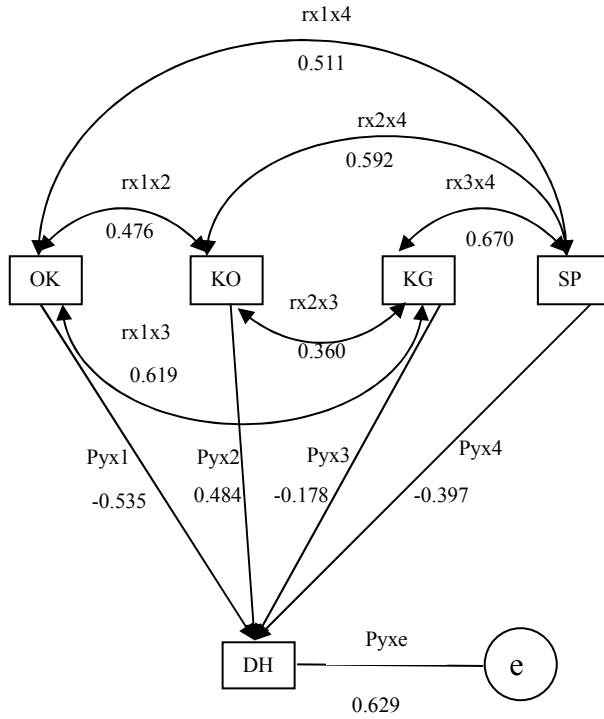 rx1x4
0.511
rx2x4
0.592
rx1x2
0.476
rx3x4
0.670
OK
KO
KG
SP
rx2x3
0.360
rx1x3
0.619
Pyx1
-0.535
Pyx2
0.484
Pyx3
-0.178
Pyx4
-0.397
DH
Pyxe
0.629
e